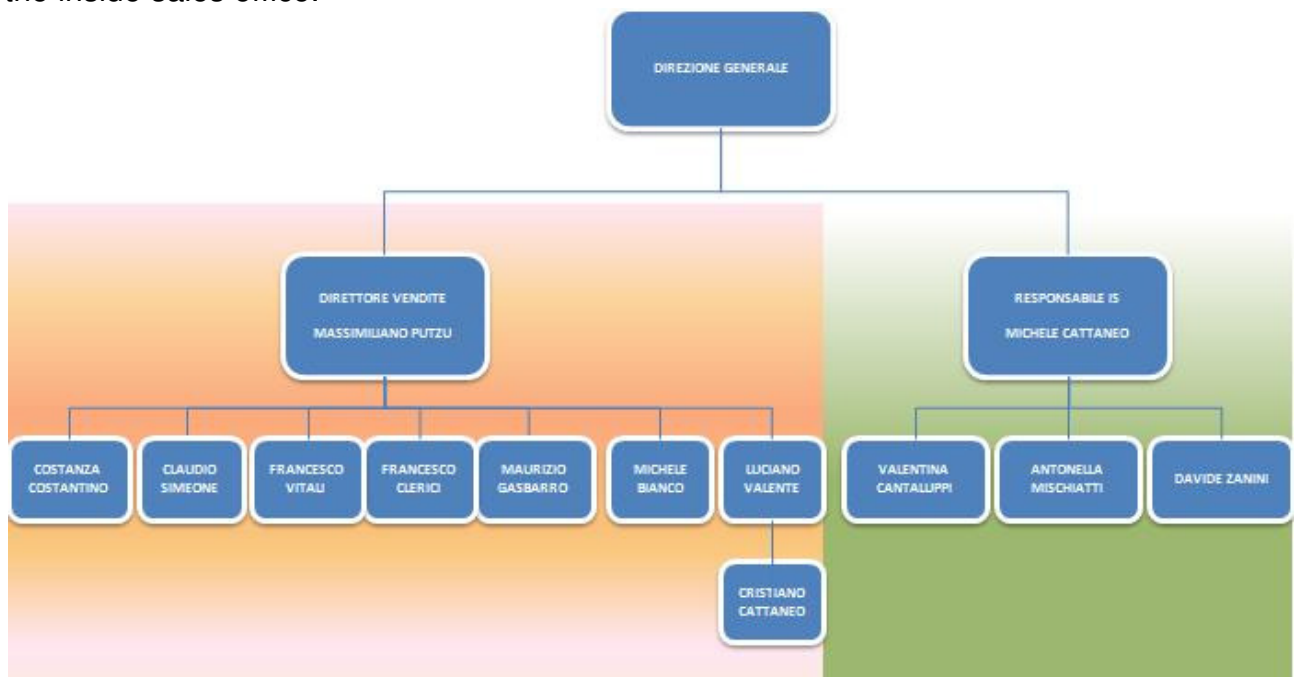 the inside sales office.
DIREZIONE GENERALE
DIRETTORE VENDITE
MASSIMILIANO PUTZU
RESPONSABILE IS
MICHELE CATTANEO
COSTANZA
COSTANTINO
CLAUDIO
SIMEONE
FRANCESCO
VITALI
FRANCESCO
CLERICI
MAURIZIO
GASBARRO
MICHELE
BIANCO
LUCIANO
VALENTE
VALENTINA
CANTALUPPI
ANTONELLA
MISCHIATTI
DAVIDE ZANINI
CRISTIANO
CATTANEO